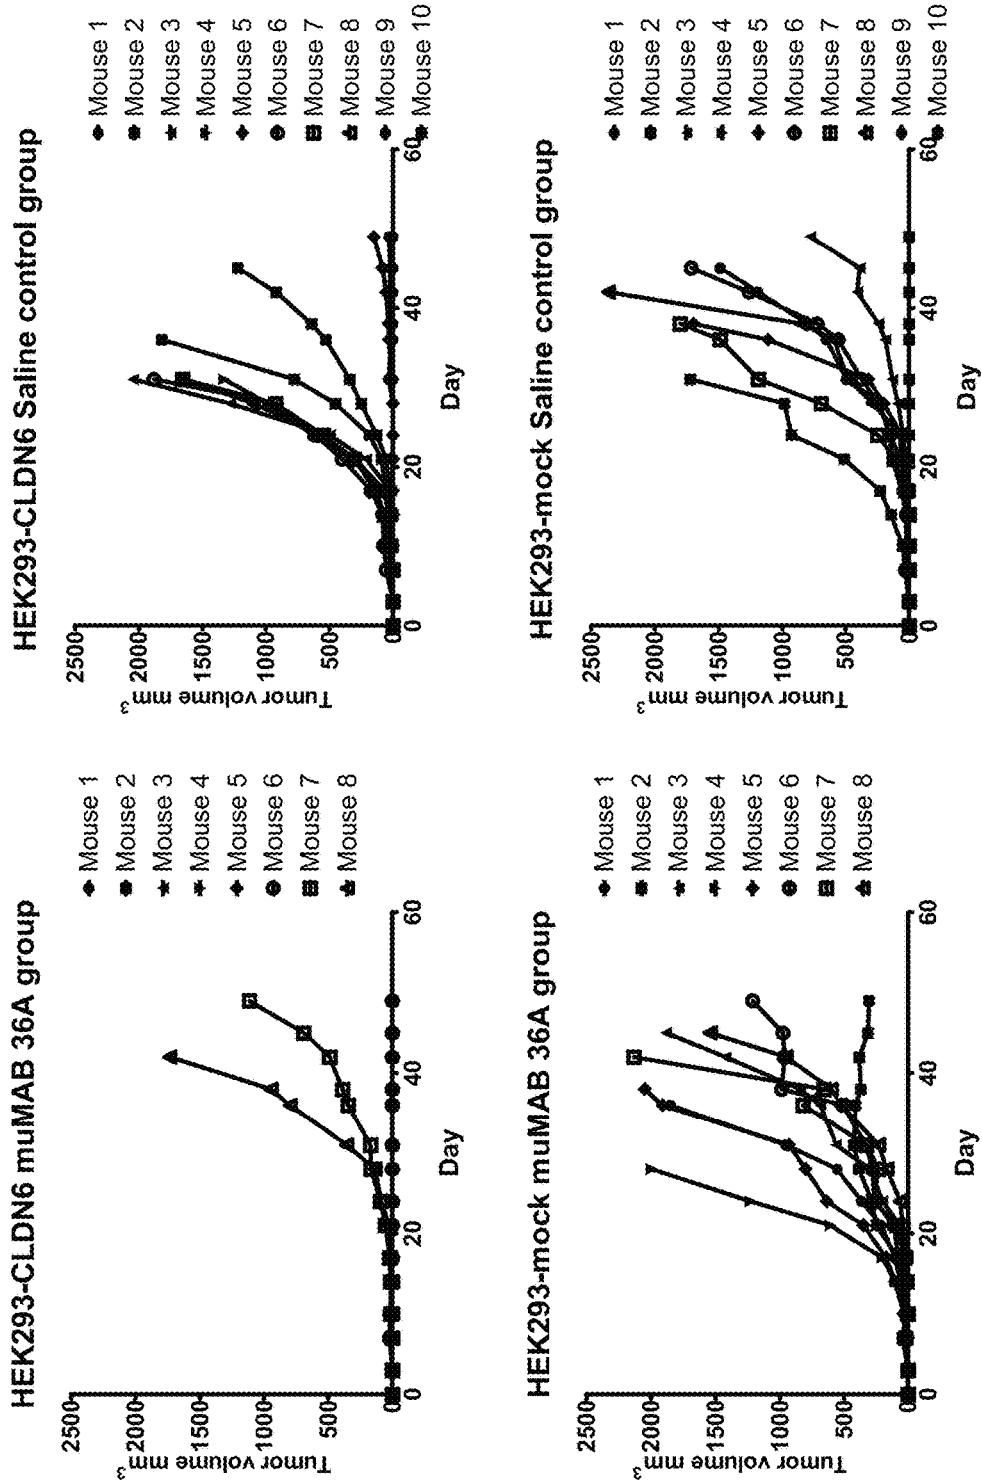 HEK293-CLDN6 muMAB 36A group
2500
2000
1500
1000
500
0
Tumor volume mm3
0
20
40
60
Day
Mouse 1
Mouse 2
Mouse 3
Mouse 4
Mouse 5
Mouse 6
Mouse 7
Mouse 8
HEK293-CLDN6 Saline control group
2500
2000
1500
1000
500
0
Tumor volume mm3
0
20
40
60
Day
Mouse 1
Mouse 2
Mouse 3
Mouse 4
Mouse 5
Mouse 6
Mouse 7
Mouse 8
Mouse 9
Mouse 10
HEK293-mock muMAB 36A group
2500
2000
1500
1000
500
0
Tumor volume mm3
0
20
40
60
Day
Mouse 1
Mouse 2
Mouse 3
Mouse 4
Mouse 5
Mouse 6
Mouse 7
Mouse 8
HEK293-mock Saline control group
2500
2000
1500
1000
500
0
Tumor volume mm3
0
20
40
60
Day
Mouse 1
Mouse 2
Mouse 3
Mouse 4
Mouse 5
Mouse 6
Mouse 7
Mouse 8
Mouse 9
Mouse 10